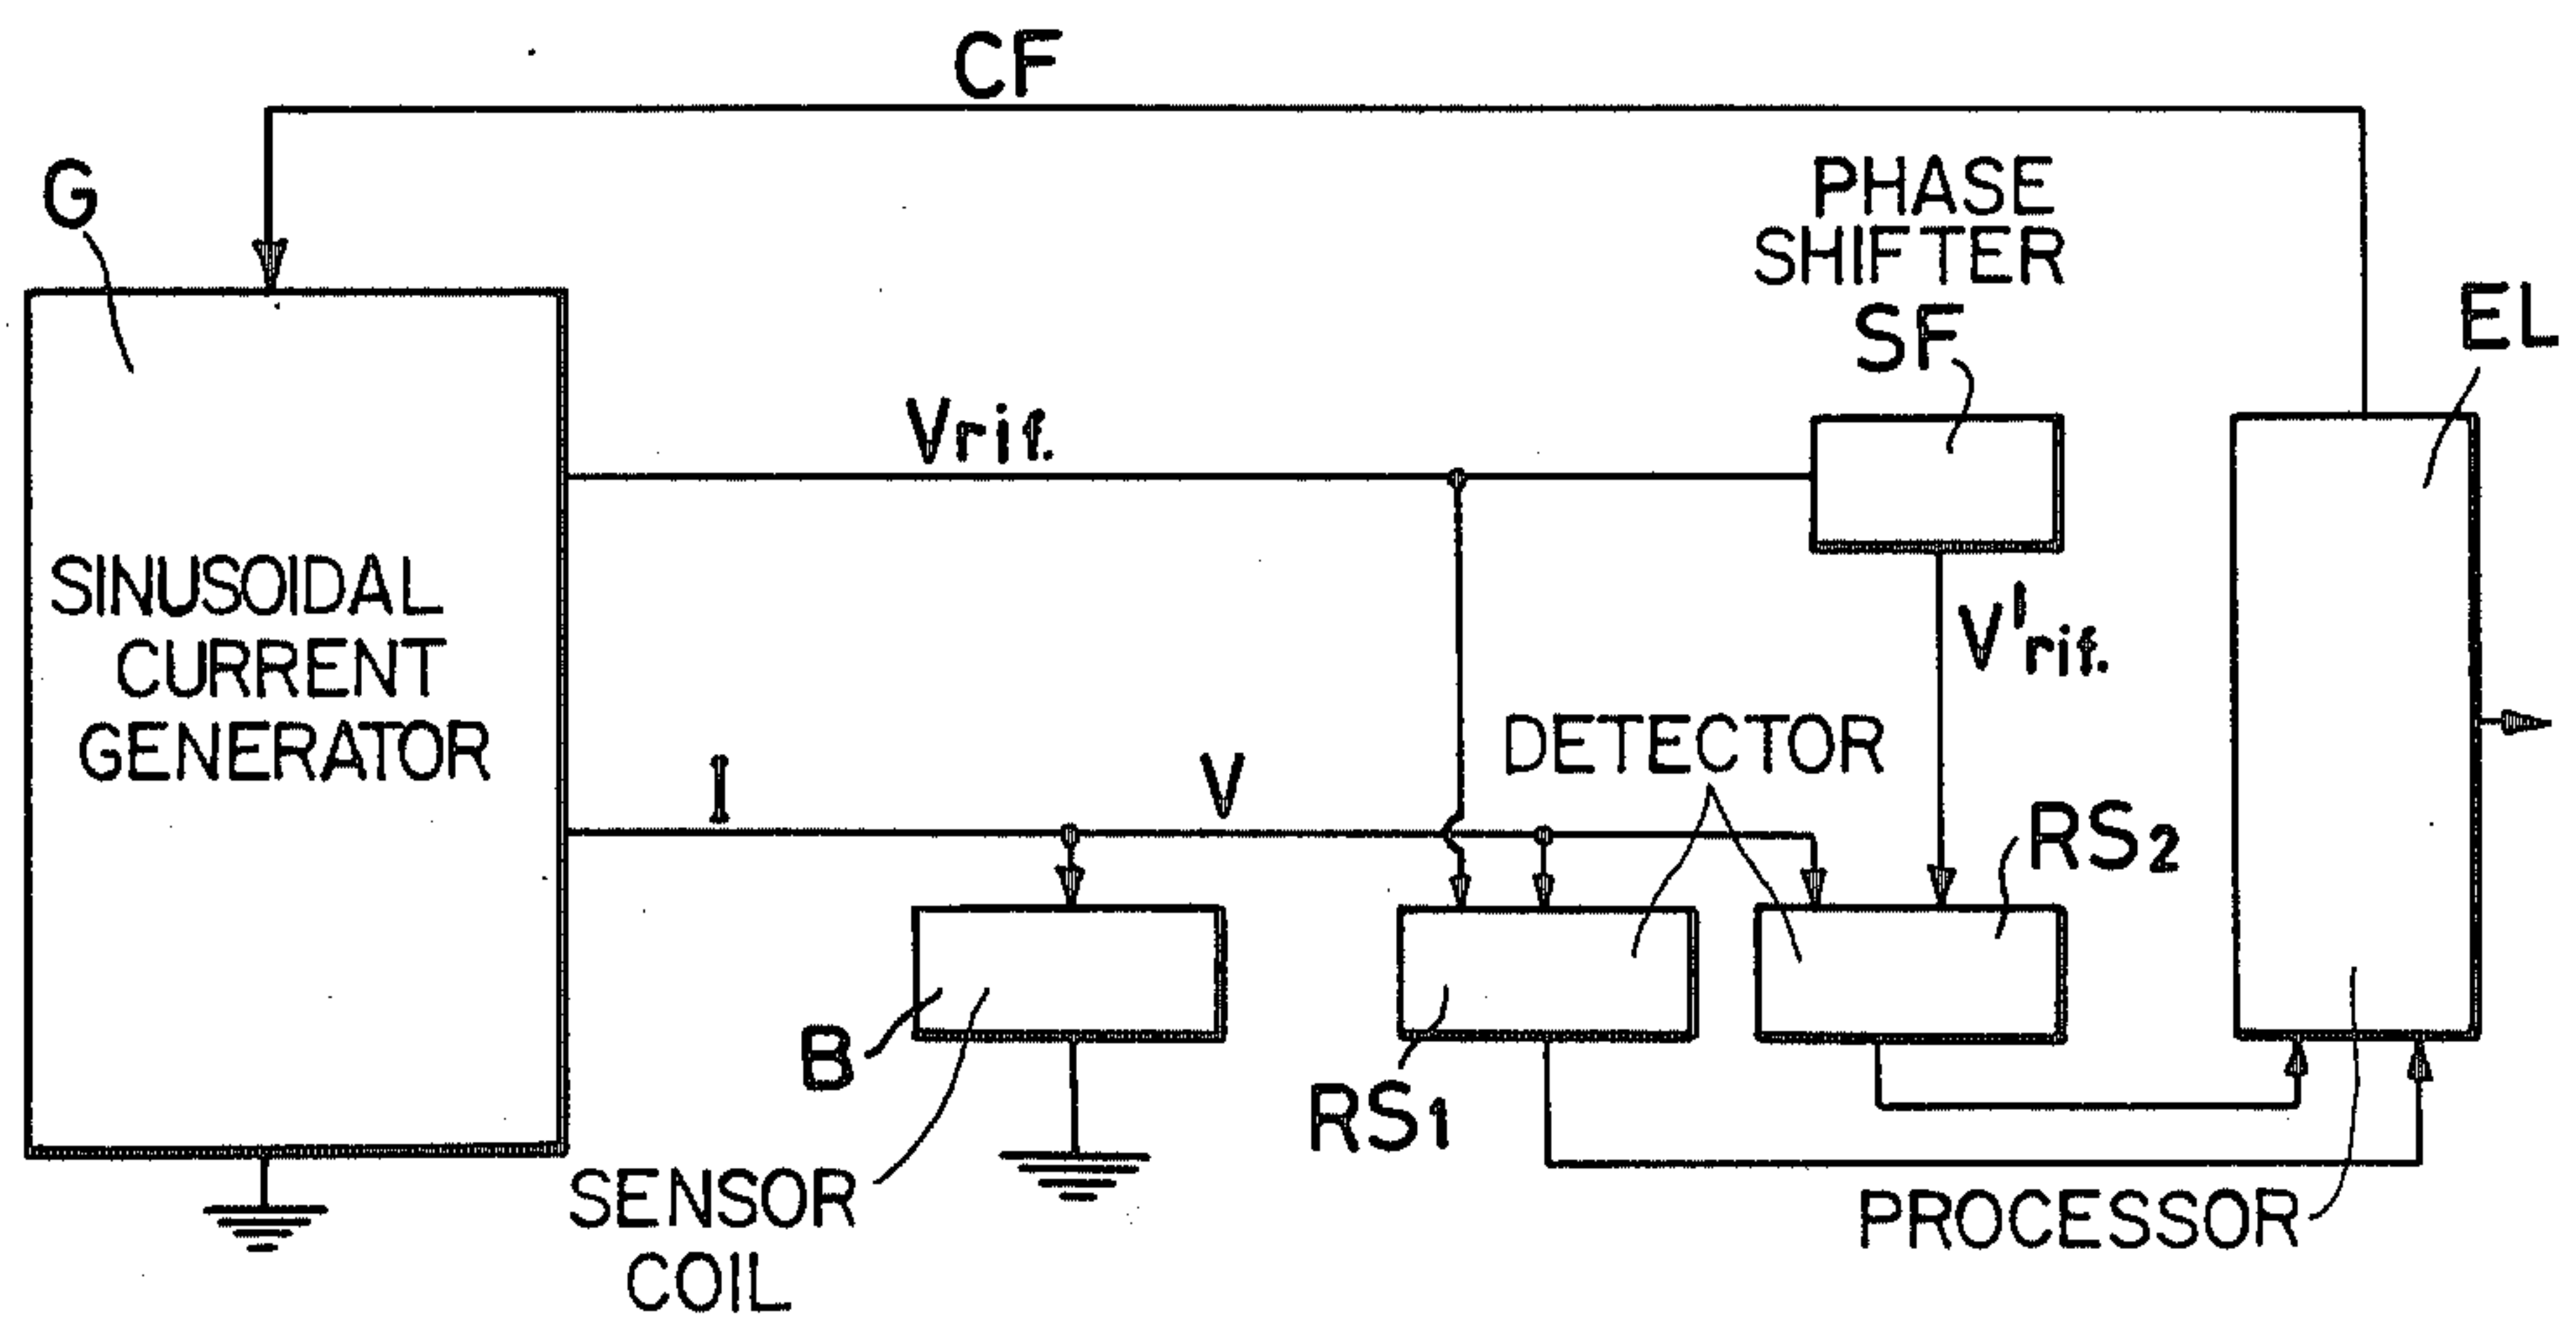 CF
G
PHASE
SHIFTER
SF
EL
Vrif.
V'rif.
SINUSOIDAL
CURRENT
GENERATOR
I
V
DETECTOR
RS2
B
RS1
SENSOR
COIL
PROCESSOR